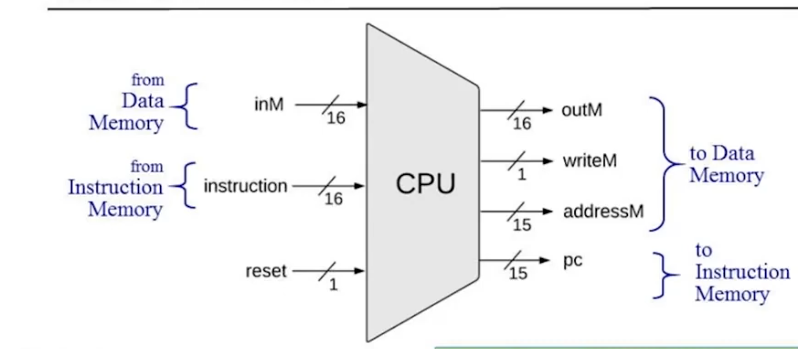 from
Data
Memory
inM
16
from
Instruction
Memory
instruction
16
reset
1
CPU
16
outM
1
writeM
15
addressM
15
pc
to Data
Memory
to
Instruction
Memory